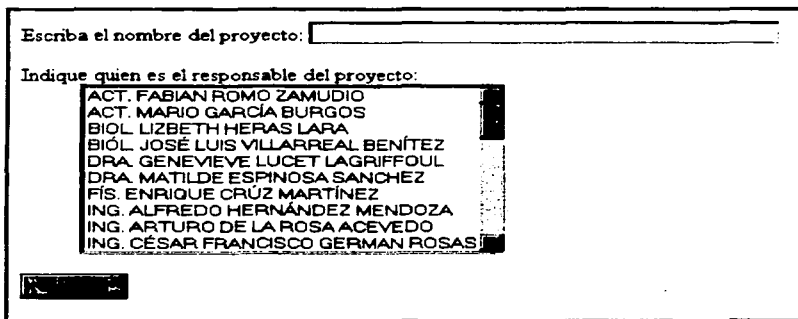 Escriba el nombre del proyecto:
Indique quien es el responsable del proyecto:
ACT. FABIAN ROMO ZAMUDIO
ACT. MARIO GARCÍA BURGOS
BIOL. LIZBETH HERAS LARA
BIÓL. JOSÉ LUIS VILLARREAL BENÍTEZ
DRA. GENEVIEVE LUCET LAGRIFFOUL
DRA. MATILDE ESPINOSA SANCHEZ
FÍS. ENRIQUE CRÚZ MARTÍNEZ
ING. ALFREDO HERNÁNDEZ MENDOZA
ING. ARTURO DE LA ROSA ACEVEDO
ING. CÉSAR FRANCISCO GERMAN ROSAS